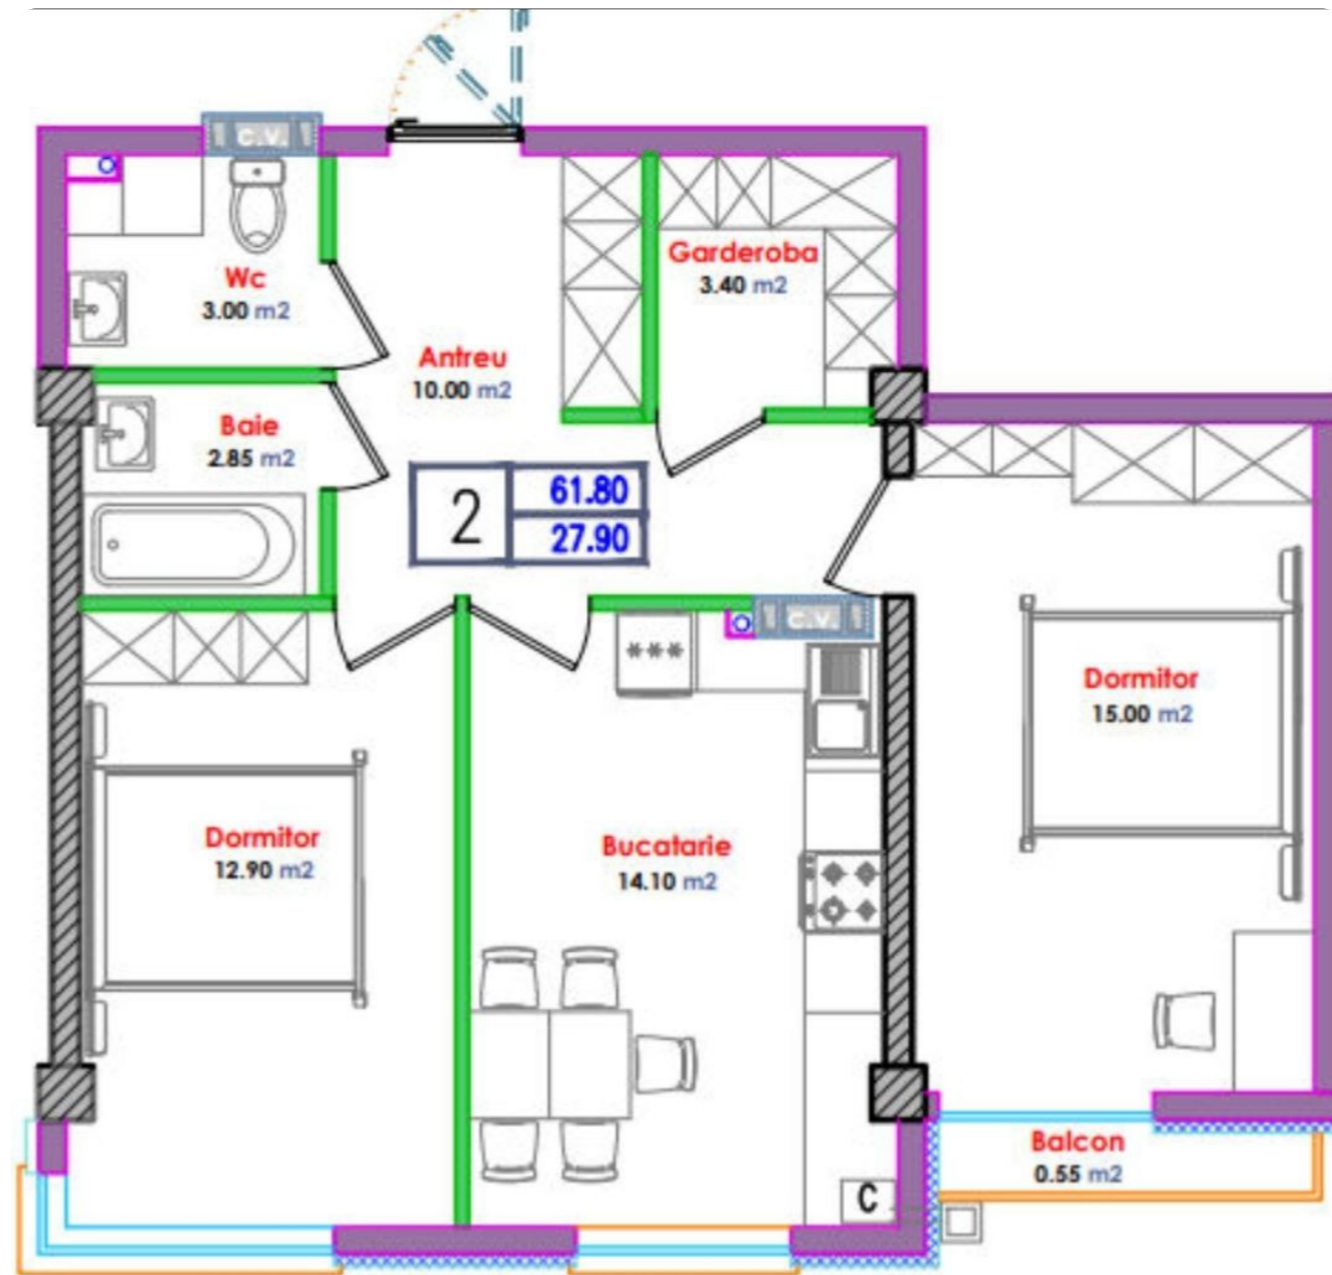 C.V.
Wc
3.00 m2
Garderoba
3.40 m2
Antreu
10.00 m2
Baie
2.85 m2
2
61.80
27.90
C.V.
***
Dormitor
15.00 m2
Dormitor
12.90 m2
Bucatarie
14.10 m2
Balcon
0.55 m2
C